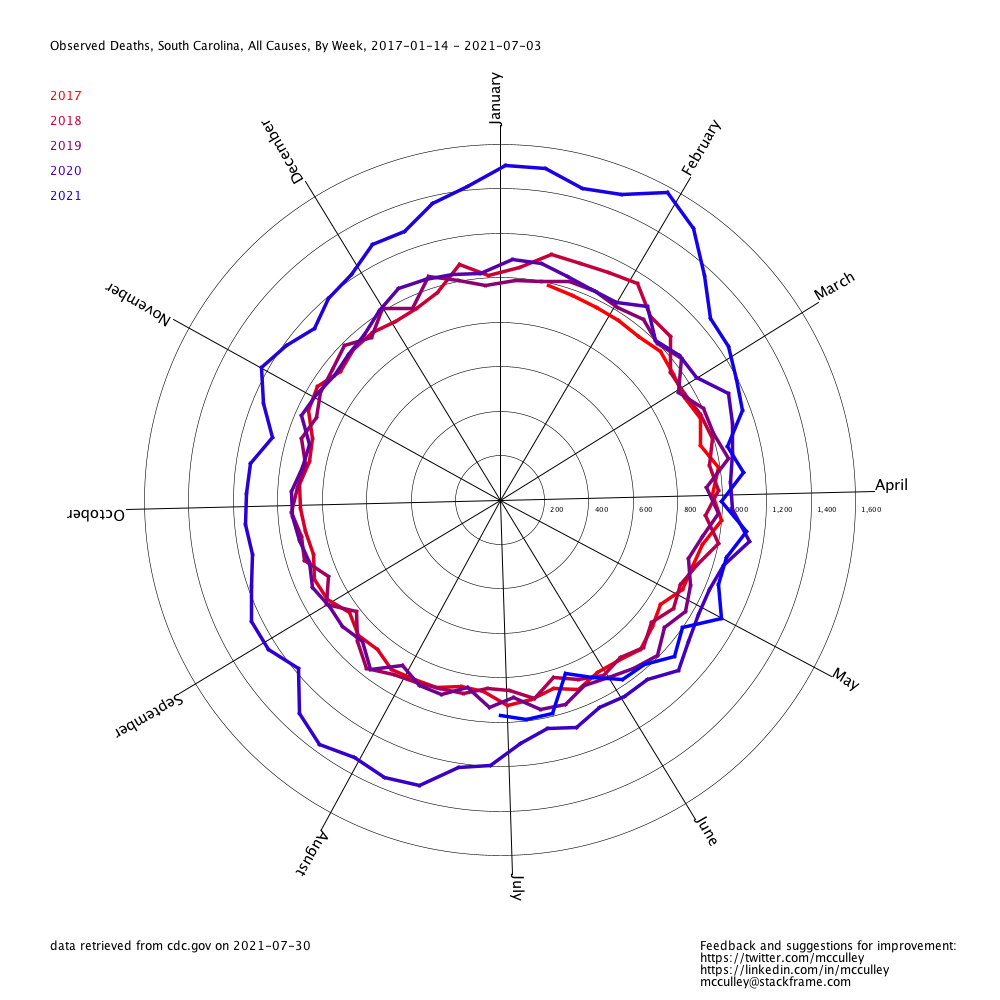 Observed Deaths, South Carolina, All Causes, By Week, 2017-01-14 - 2021-07-03
2017
2018
2019
2020
2021
January
February
March
April
May
June
July
August
September
October
November
December
200
400
600
800
1,000
1,200
1,400
1,600
data retrieved from cdc.gov on 2021-07-30
Feedback and suggestions for improvement:
https://twitter.com/mcculley
https://linkedin.com/in/mcculley
mcculley@stackframe.com